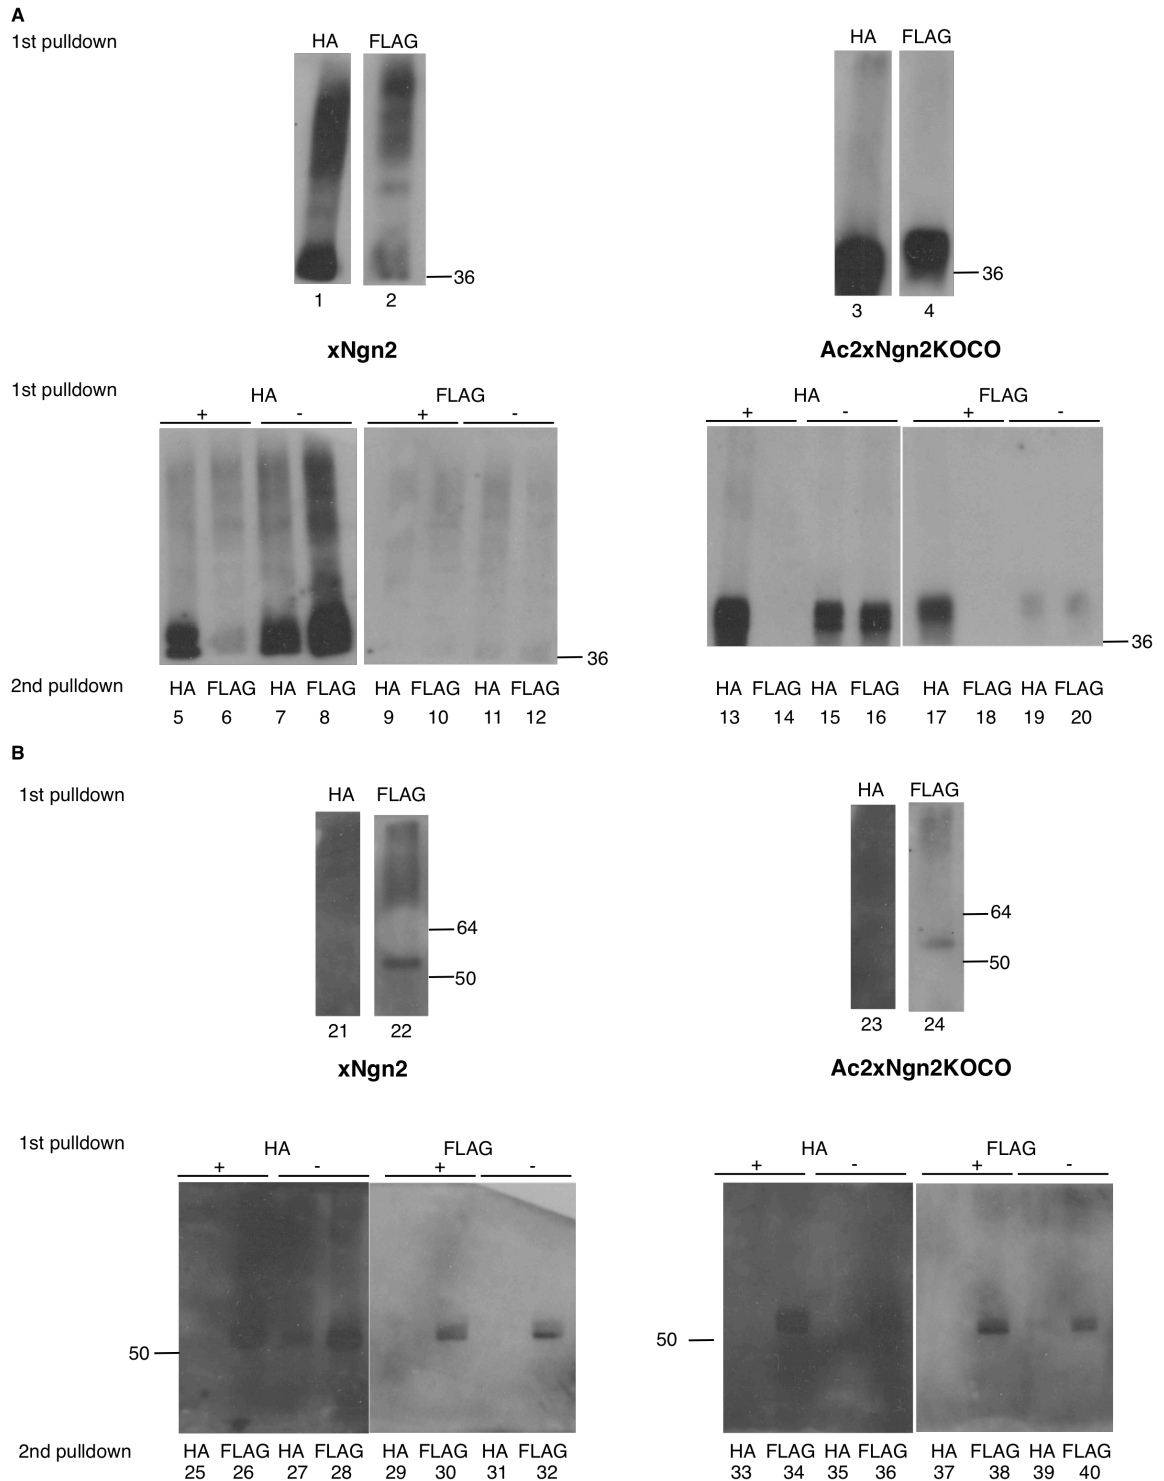 A
1st pulldown
HA FLAG
HA FLAG
36
36
1 2
3 4
xNgn2
Ac2xNgn2KOCO
1st pulldown
HA FLAG
HA FLAG
+ - + -
+ - + -
36
36
2nd pulldown
HA FLAG HA FLAG HA FLAG HA FLAG
HA FLAG HA FLAG HA FLAG HA FLAG
5 6 7 8 9 10 11 12
13 14 15 16 17 18 19 20
B
1st pulldown
HA FLAG
HA FLAG
64
50
64
50
21 22
23 24
xNgn2
Ac2xNgn2KOCO
1st pulldown
HA FLAG
HA FLAG
+ - + -
+ - + -
50
50
2nd pulldown
HA FLAG HA FLAG HA FLAG HA FLAG
HA FLAG HA FLAG HA FLAG HA FLAG
25 26 27 28 29 30 31 32
33 34 35 36 37 38 39 40